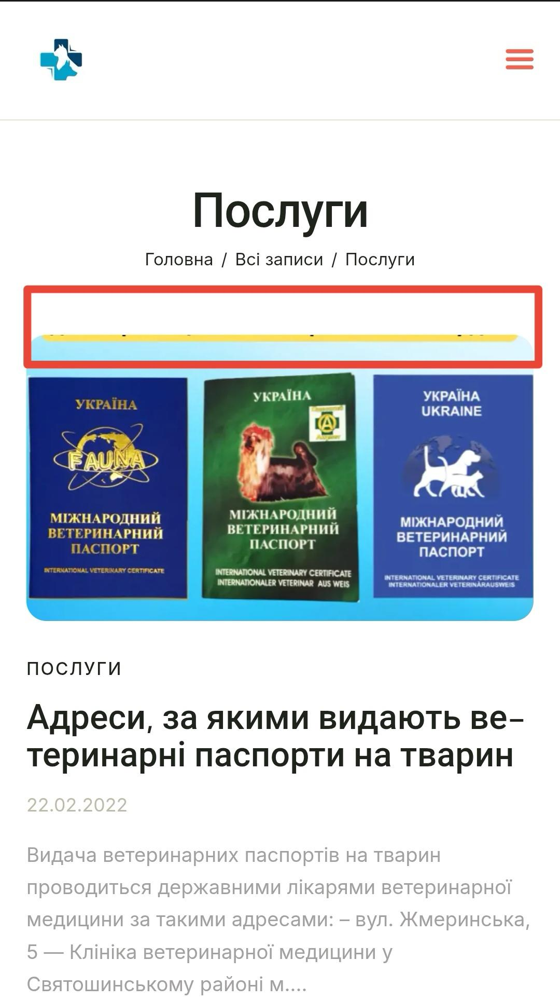 Послуги
Головна / Всі записи / Послуги
УКРАЇНА
FAUNA
МІЖНАРОДНИЙ
ВЕТЕРИНАРНИЙ
ПАСПОРТ
INTERNATIONAL VETERINARY CERTIFICATE
УКРАЇНА
МІЖНАРОДНИЙ
ВЕТЕРИНАРНИЙ
ПАСПОРТ
INTERNATIONAL VETERINARY CERTIFICATE
INTERNATIONALER VETERINAR AUS WEIS
УКРАЇНА
UKRAINE
МІЖНАРОДНИЙ
ВЕТЕРИНАРНИЙ
ПАСПОРТ
INTERNATIONAL VETERINARY CERTIFICATE
INTERNATIONALER VETERINÄRAUSWEIS
ПОСЛУГИ
Адреси, за якими видають ве-
теринарні паспорти на тварин
22.02.2022
Видача ветеринарних паспортів на тварин
проводиться державними лікарями ветеринарної
медицини за такими адресами: – вул. Жмеринська,
5 — Клініка ветеринарної медицини у
Святошинському районі м....